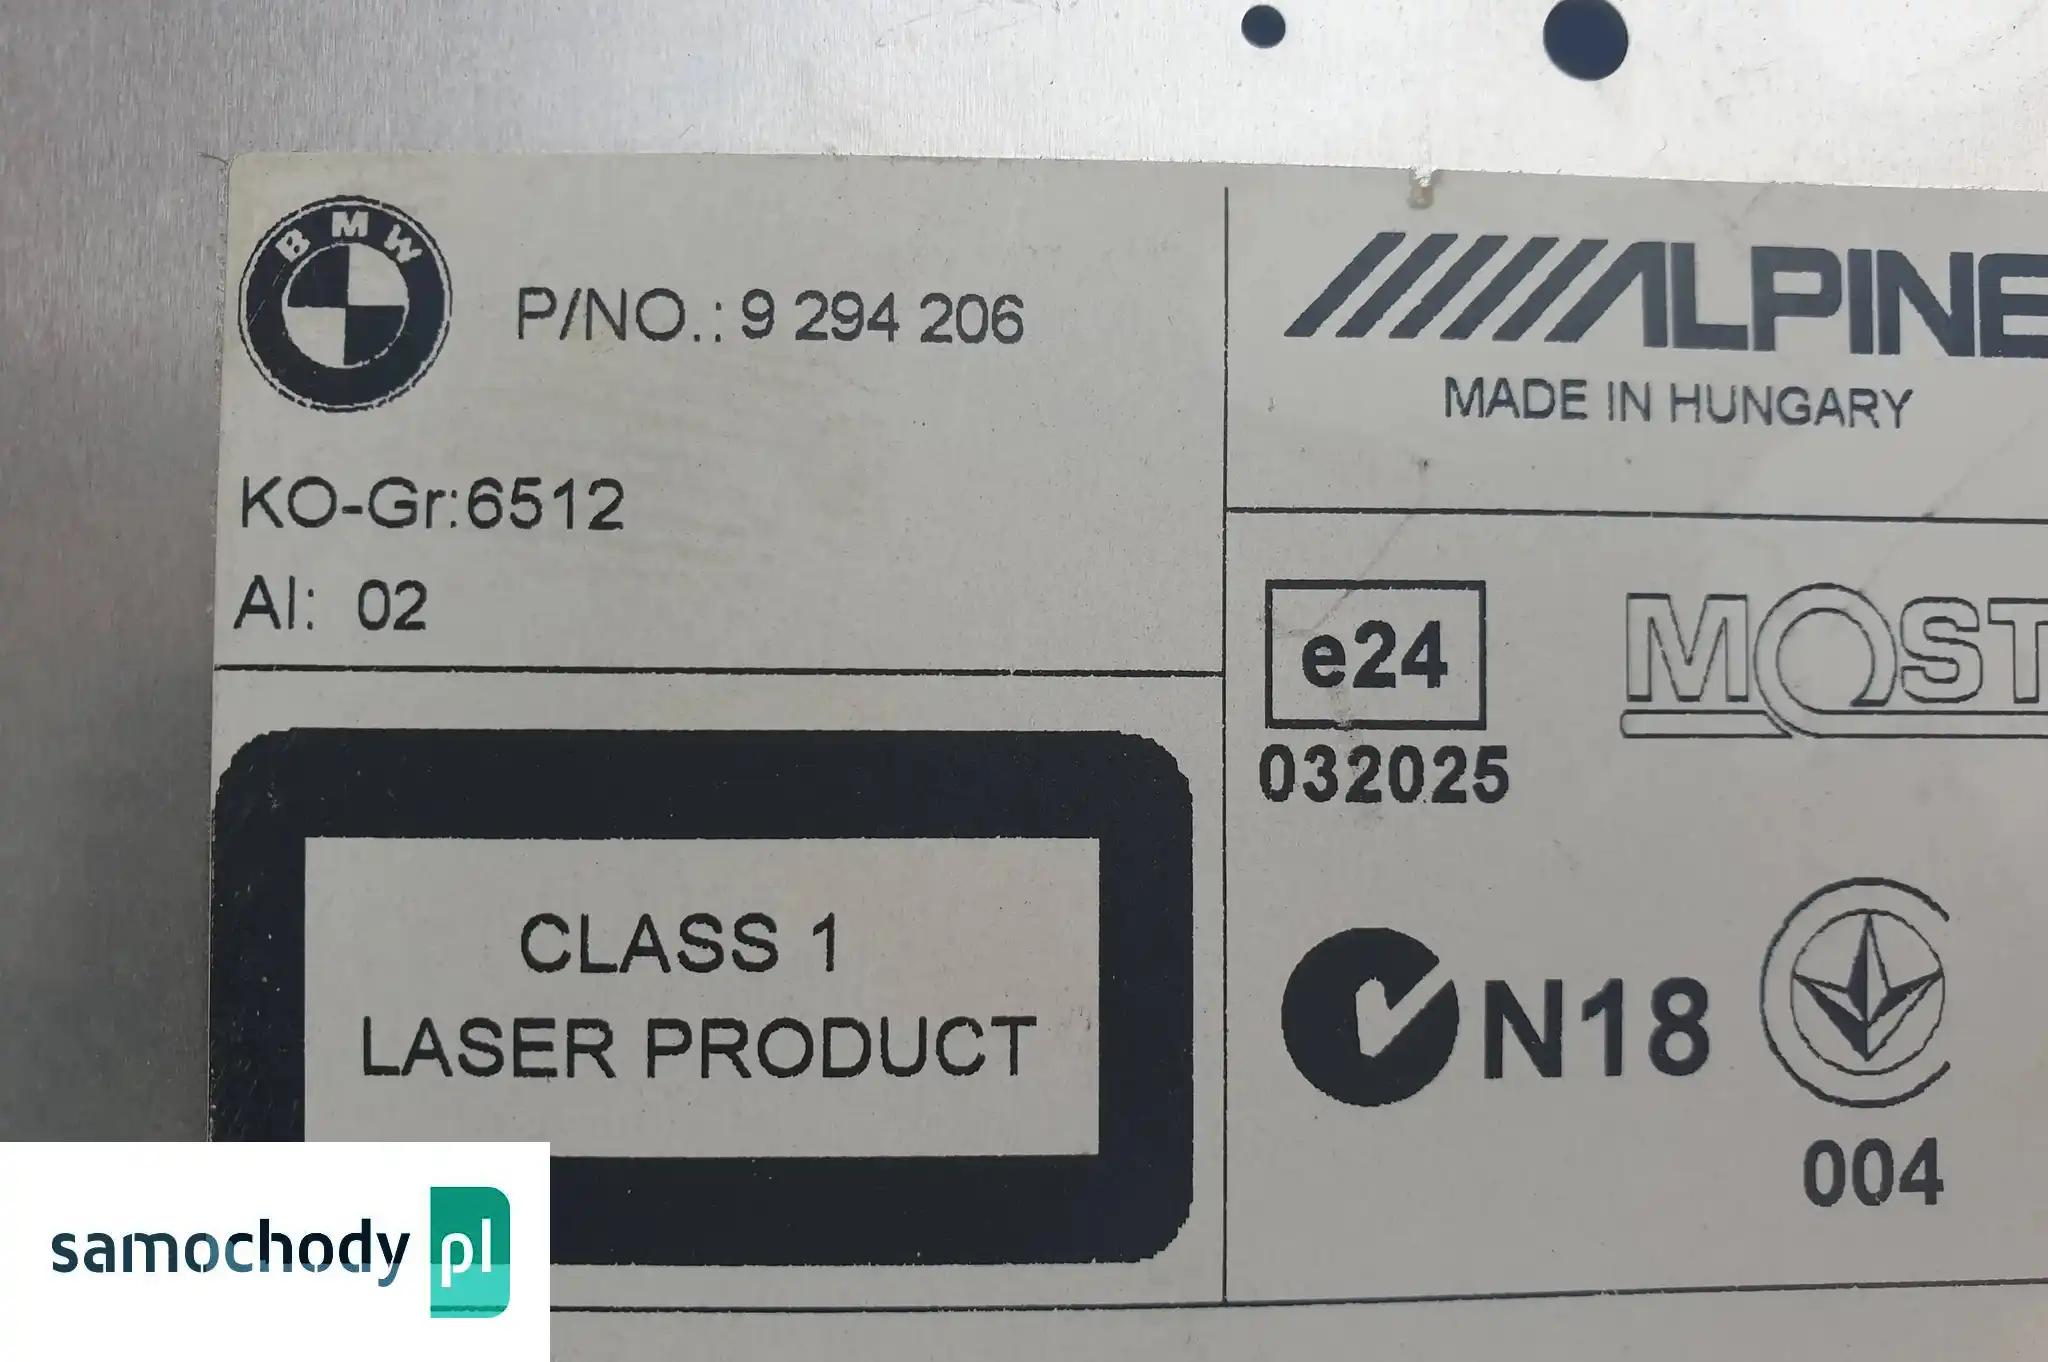 BMW
P/NO.: 9 294 206
KO-Gr:6512
AI: 02
CLASS 1
LASER PRODUCT
ALPINE
MADE IN HUNGARY
e24
032025
MOST
N18
004
samochody pl